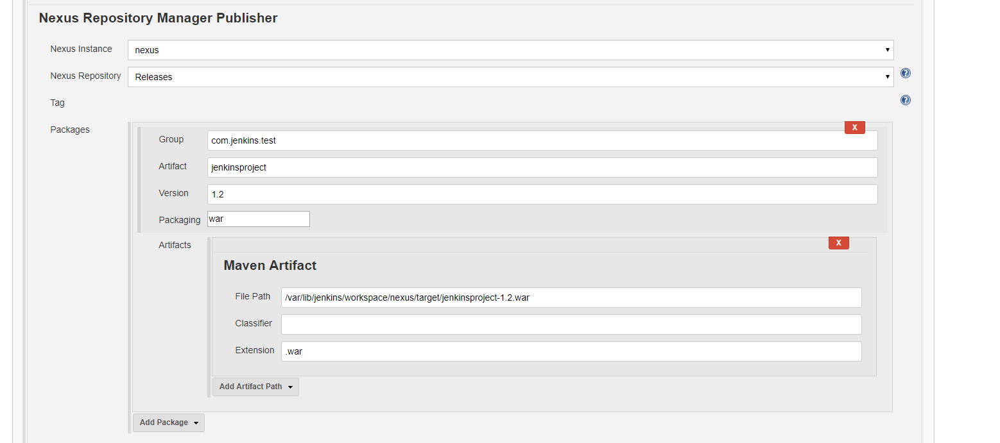 Nexus Repository Manager Publisher
Nexus Instance nexus
Nexus Repository Releases
Tag
Packages
X
Group com.jenkins.test
Artifact jenkinsproject
Version 1.2
Packaging war
Artifacts
X
Maven Artifact
File Path /var/lib/jenkins/workspace/nexus/target/jenkinsproject-1.2.war
Classifier
Extension .war
Add Artifact Path
Add Package